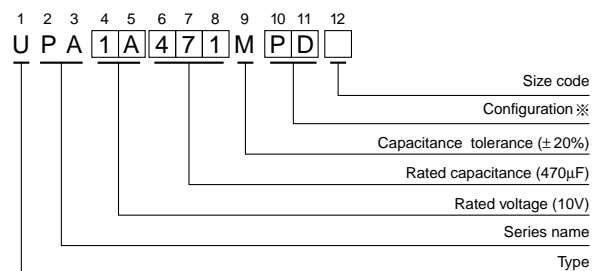 1 2 3 4 5 6 7 8 9 10 11 12
U P A 1 A 4 7 1 M P D
Size code
Configuration ※
Capacitance tolerance (±20%)
Rated capacitance (470µF)
Rated voltage (10V)
Series name
Type